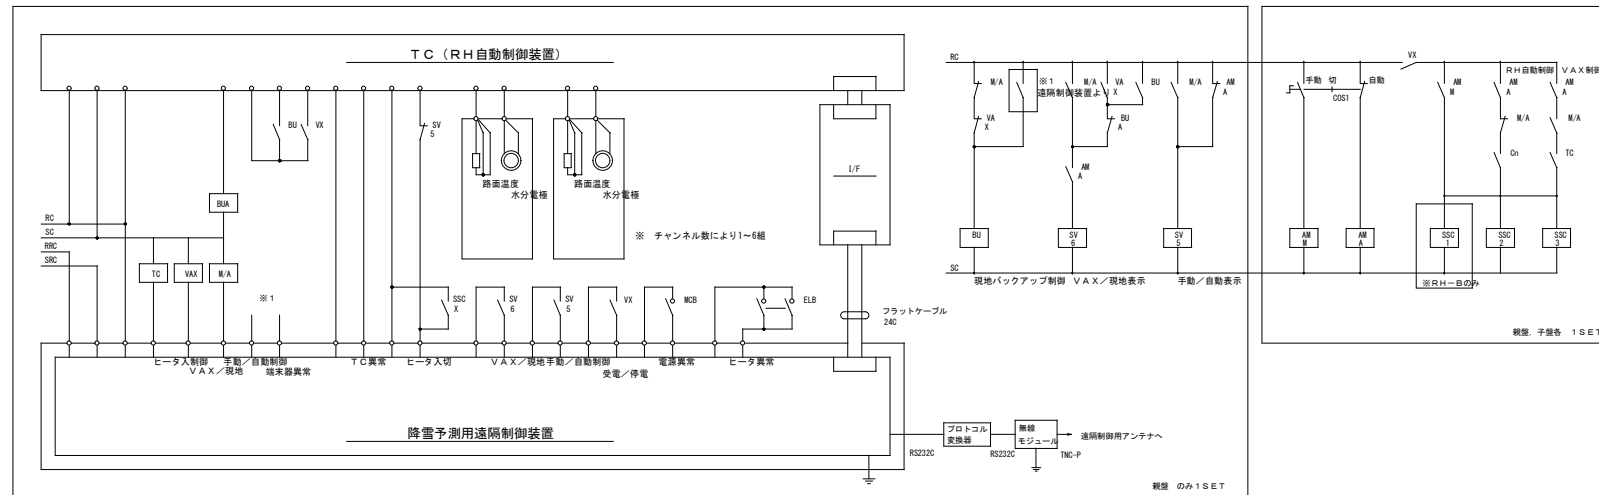 TC（RH自動制御装置）
BU
VX
SV
5
路面温度
水分電極
路面温度
水分電極
I/F
BUA
RC
SC
RRC
SRC
TC
VAX
M/A
※ チャンネル数により1～6組
※1
SSC
X
SV
6
SV
5
VX
MCB
ELB
フラットケーブル
24C
ヒータ入制御
VAX／現地
手動／自動制御
端末器異常
TC異常
ヒータ入切
VAX／現地
手動／自動制御
受電／停電
電源異常
ヒータ異常
降雪予測用遠隔制御装置
RS232C
プロトコル
変換器
RS232C
無線
モジュール
TNC-P
遠隔制御用アンテナへ
親盤 のみ1SET
RC
M/A
※1
遠隔制御装置より
M/A
VA
X
BU
M/A
AM
A
VA
X
BU
A
AM
A
BU
SV
6
SV
5
SC
現地バックアップ制御
VAX／現地表示
手動／自動表示
VX
手動 切
自動
COS1
RH自動制御
VAX制御
AM
M
AM
A
AM
A
M/A
M/A
Cn
TC
AM
M
AM
A
SSC
1
SSC
2
SSC
3
※RH－Bのみ
親盤、子盤各 1SET